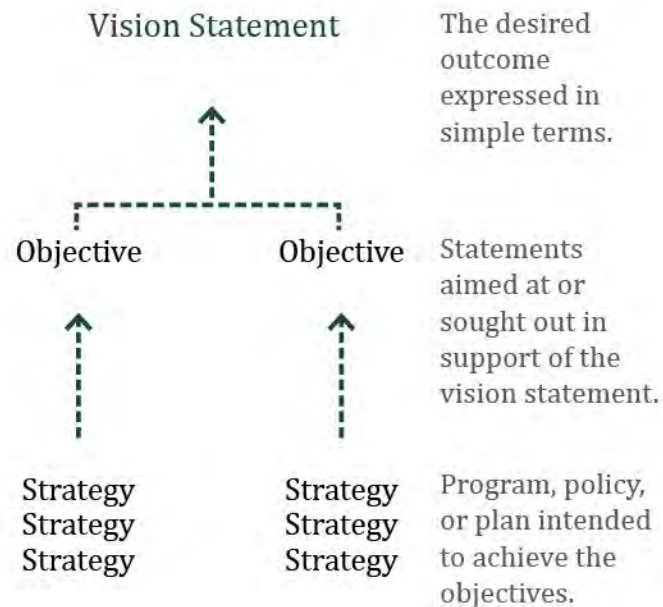 Vision Statement
The desired
outcome
expressed in
simple terms.
Objective
Objective
Statements
aimed at or
sought out in
support of the
vision statement.
Strategy
Strategy
Strategy
Strategy
Strategy
Strategy
Program, policy,
or plan intended
to achieve the
objectives.